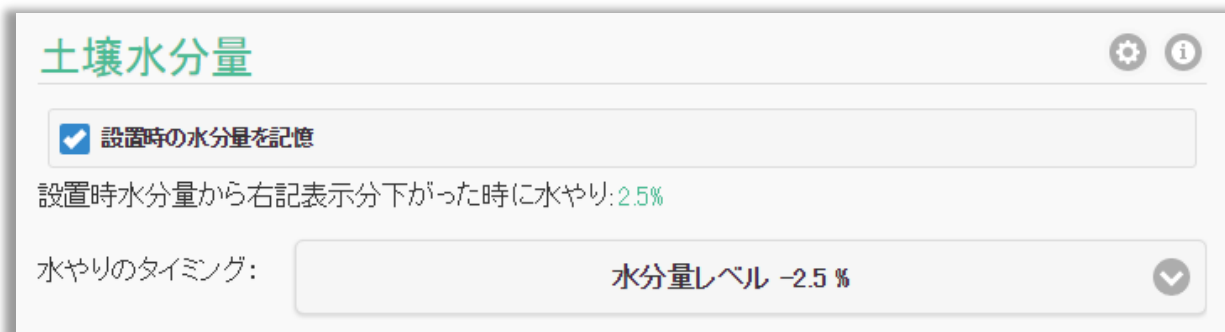 土壌水分量
設置時の水分量を記憶
設置時水分量から右記表示分下がった時に水やり:2.5%
水やりのタイミング:
水分量レベル -2.5 %